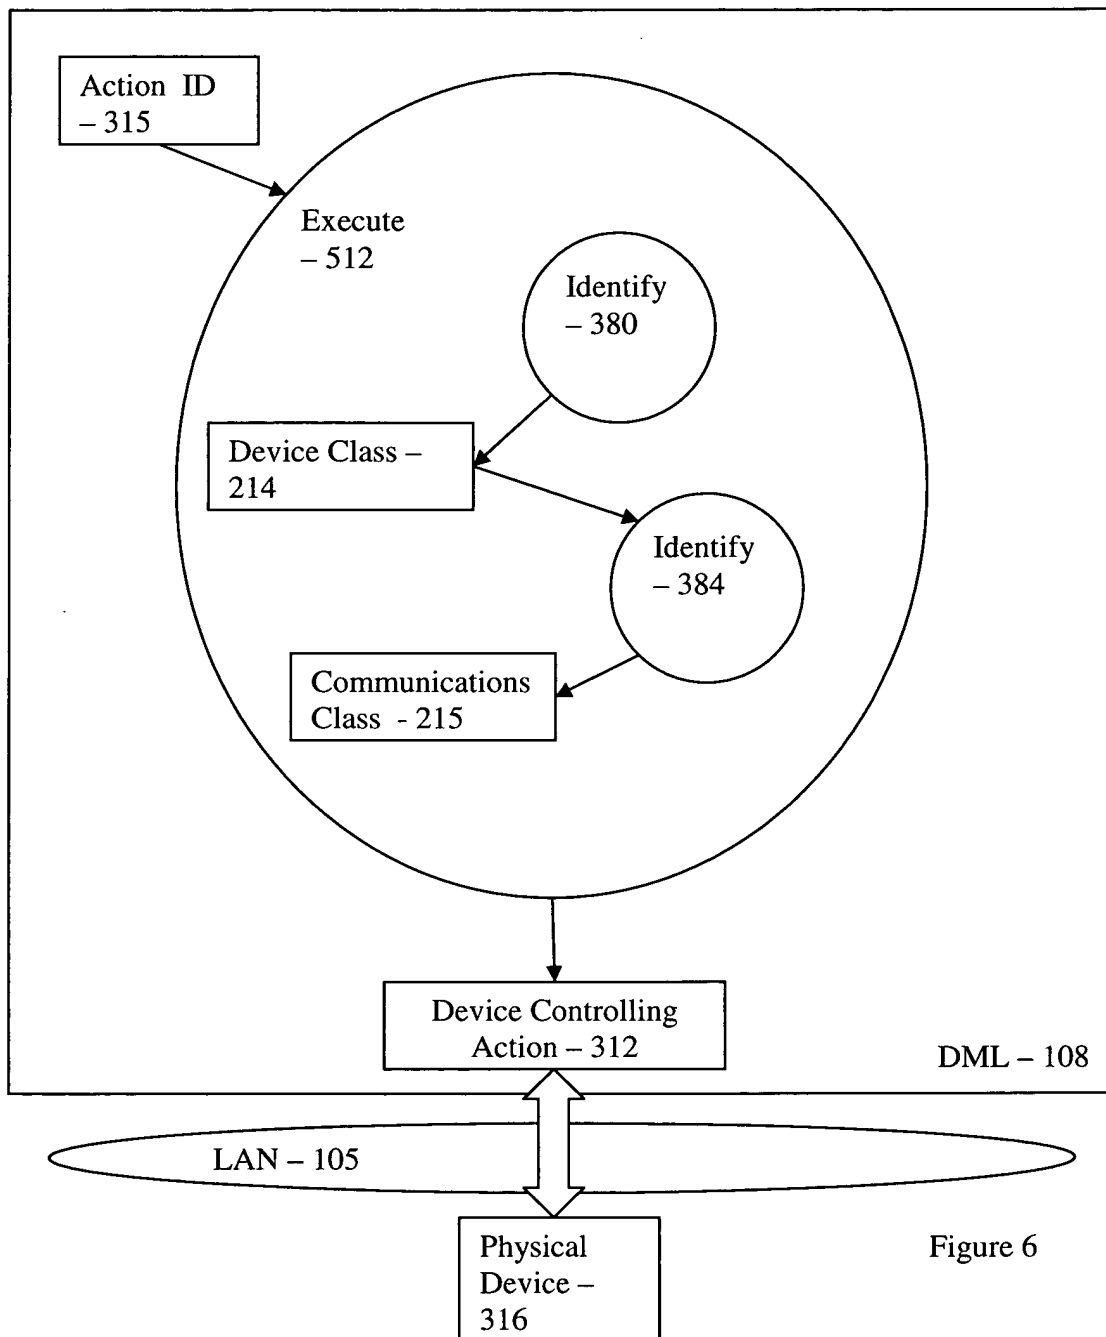 Action ID
– 315
Execute
– 512
Identify
– 380
Device Class –
214
Identify
– 384
Communications
Class - 215
Device Controlling
Action – 312
DML – 108
LAN – 105
Physical
Device –
316
Figure 6